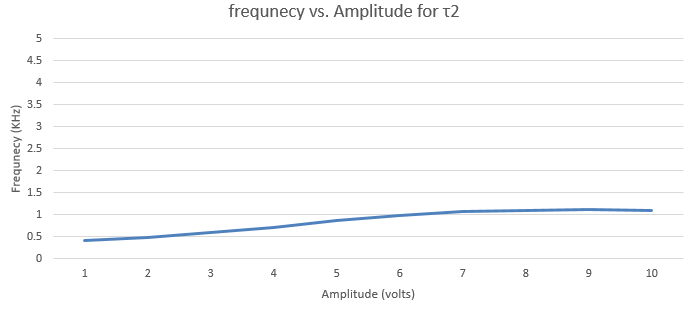 frequnecy vs. Amplitude for τ2
5
4.5
4
3.5
3
2.5
2
1.5
1
0.5
0
Frequnecy (KHz)
1 2 3 4 5 6 7 8 9 10
Amplitude (volts)